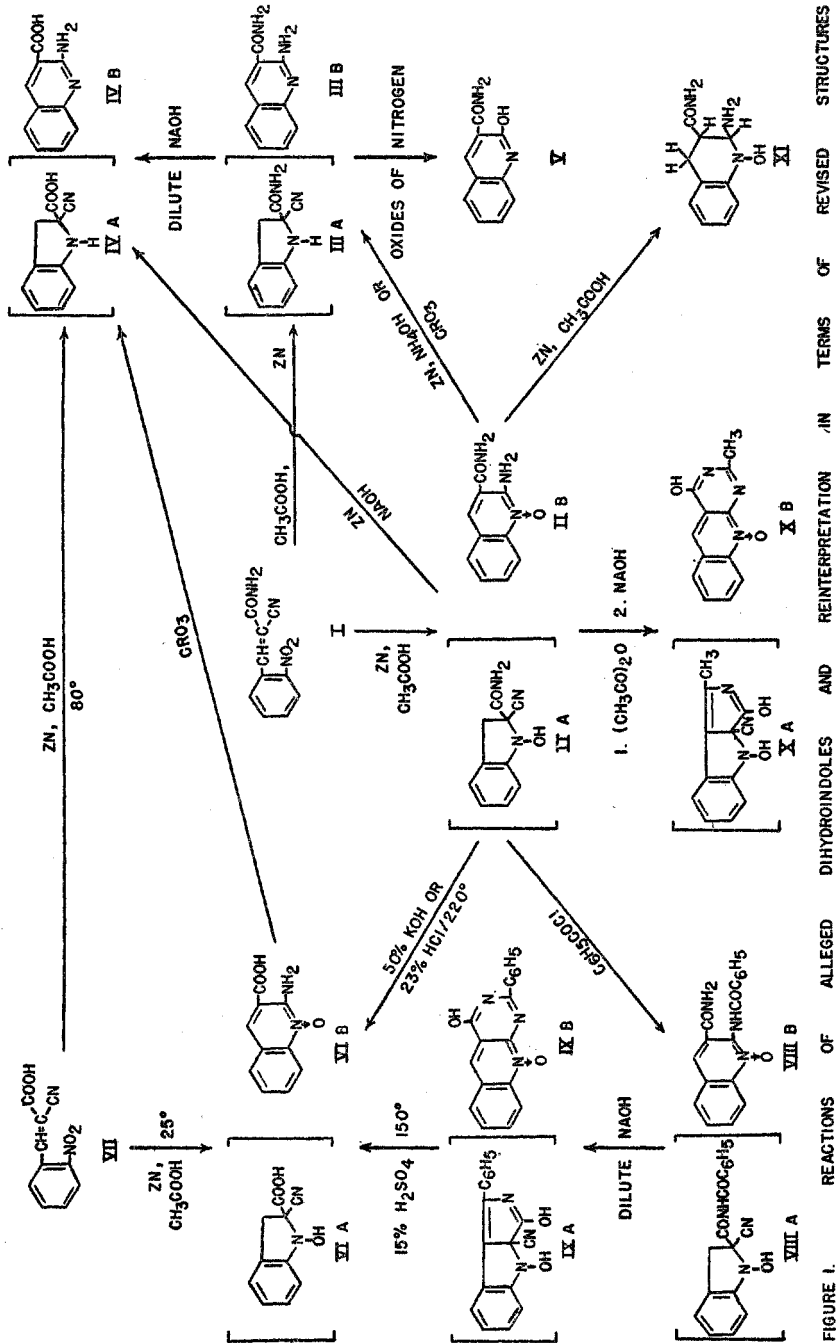 CH=C
COOH
CN
NO2
VII
ZN, CH3COOH
80°
COOH
CN
N
H
IV A
COOH
NH2
N
IV B
ZN,
CH3COOH
25°
CRO3
DILUTE NAOH
CH=C
CONH2
CN
NO2
I
CH3COOH, ZN
CONH2
CN
N
H
III A
CONH2
NH2
N
III B
COOH
CN
N
OH
VI A
COOH
NH2
N
O
VI B
ZN
NAOH
ZN, CH3COOH
ZN, NH4OH OR
CRO3
OXIDES OF NITROGEN
15% H2SO4
150°
50% KOH OR
23% HCl/220°
CONH2
CN
N
OH
II A
CONH2
NH2
N
O
II B
CONH2
OH
N
V
C6H5
N
CN
OH
N
OH
IX A
OH
N
N
C6H5
N
O
IX B
C6H5COCl
1. (CH3CO)2O
2. NAOH
ZN, CH3COOH
DILUTE NAOH
CONHCOC6H5
CN
N
OH
VIII A
CONH2
NHCOC6H5
N
O
VIII B
CH3
N
CN
OH
N
OH
X A
OH
N
N
CH3
N
O
X B
H
H
CONH2
H
NH2
H
N
OH
XI
FIGURE 1. REACTIONS OF ALLEGED DIHYDROINDOLES AND REINTERPRETATION IN TERMS OF REVISED STRUCTURES